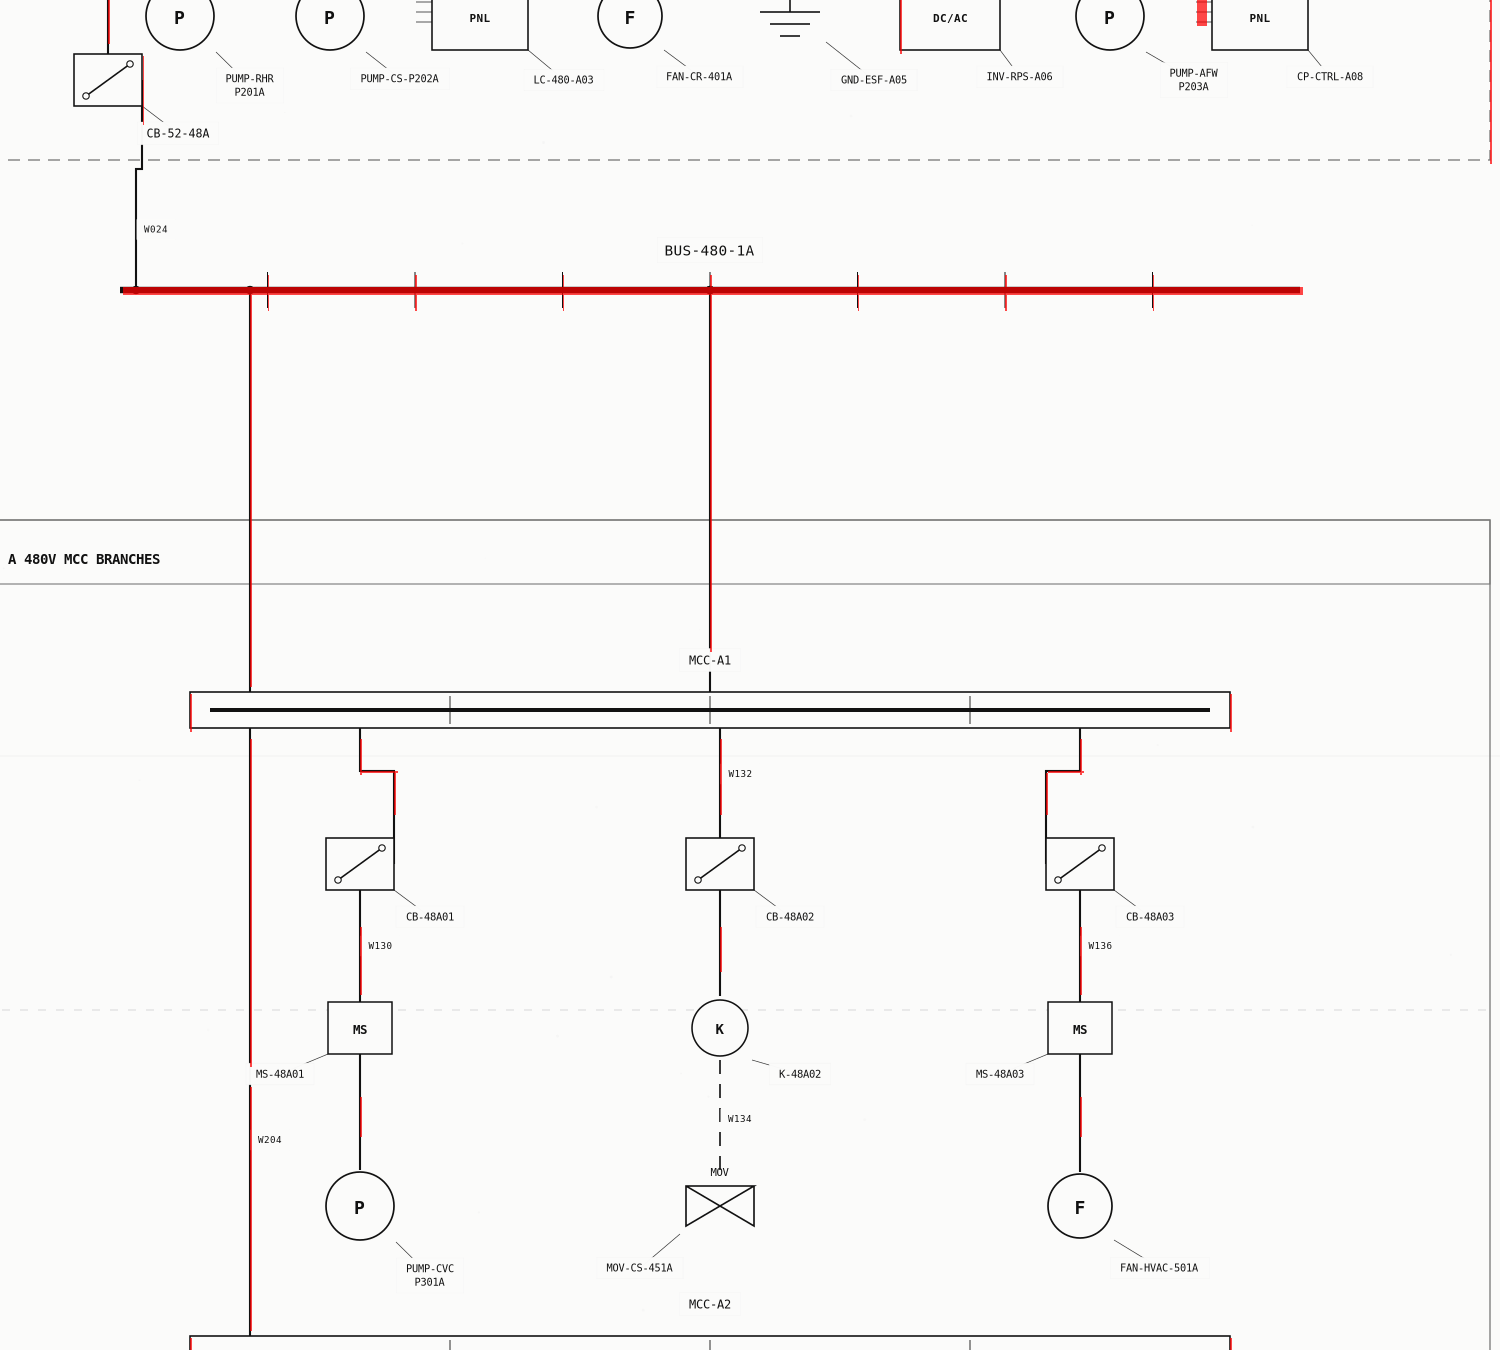 P
P
PNL
F
DC/AC
P
PNL
PUMP-RHR
P201A
PUMP-CS-P202A
LC-480-A03
FAN-CR-401A
GND-ESF-A05
INV-RPS-A06
PUMP-AFW
P203A
CP-CTRL-A08
CB-52-48A
W024
BUS-480-1A
A 480V MCC BRANCHES
MCC-A1
W132
CB-48A01
CB-48A02
CB-48A03
W130
W136
MS
K
MS
MS-48A01
K-48A02
MS-48A03
W134
W204
MOV
P
F
PUMP-CVC
P301A
MOV-CS-451A
FAN-HVAC-501A
MCC-A2